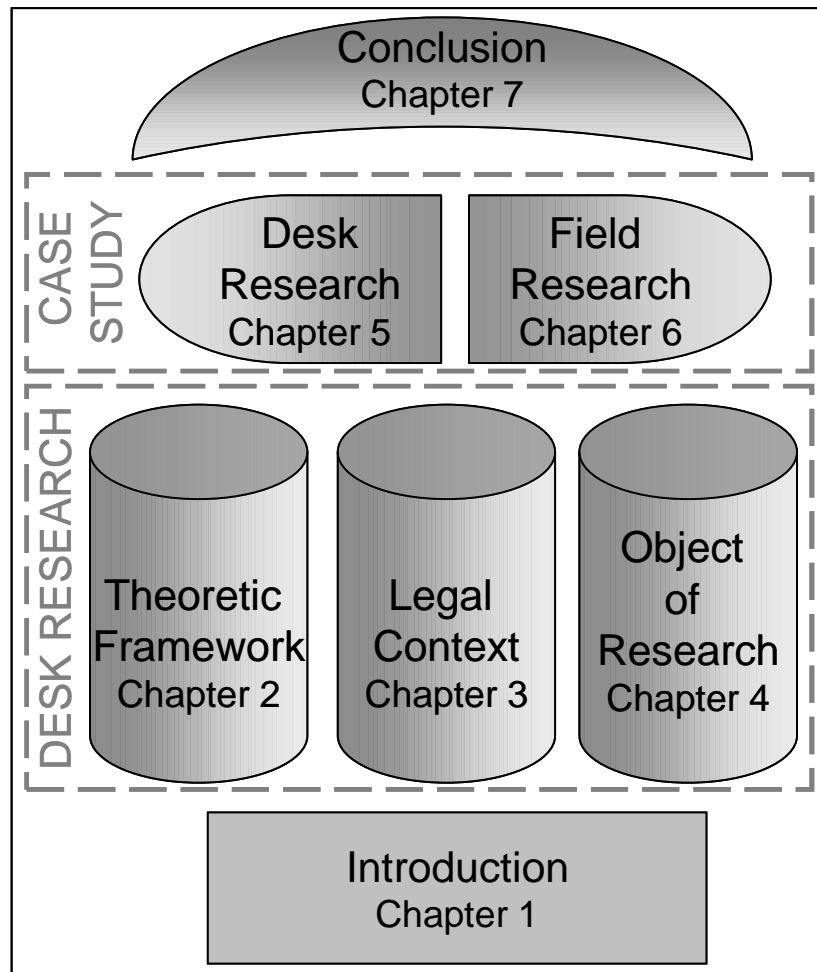 Conclusion
Chapter 7
CASE
STUDY
Desk
Research
Chapter 5
Field
Research
Chapter 6
DESK RESEARCH
Theoretic
Framework
Chapter 2
Legal
Context
Chapter 3
Object
of
Research
Chapter 4
Introduction
Chapter 1